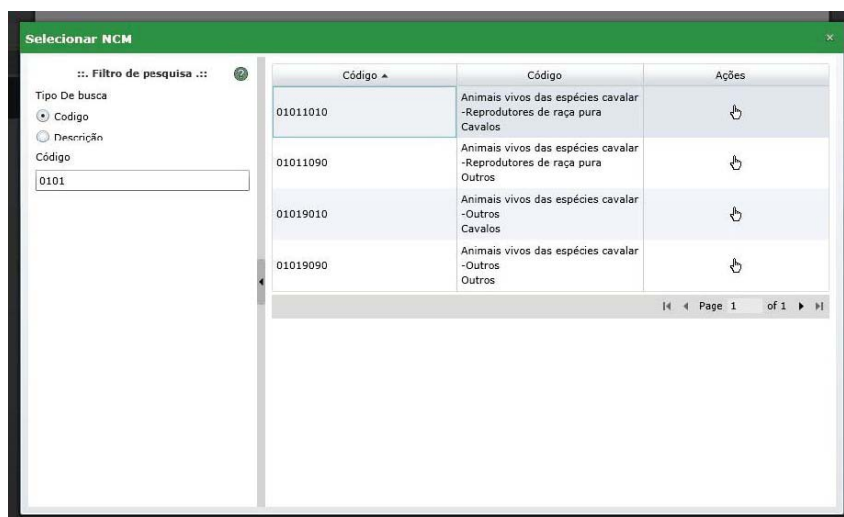 Selecionar NCM
::. Filtro de pesquisa .::
Tipo De busca
Codigo
Descrição
Código
0101
Código Código Ações
01011010
Animais vivos das espécies cavalar
-Reprodutores de raça pura
Cavalos
01011090
Animais vivos das espécies cavalar
-Reprodutores de raça pura
Outros
01019010
Animais vivos das espécies cavalar
-Outros
Cavalos
01019090
Animais vivos das espécies cavalar
-Outros
Outros
Page 1 of 1